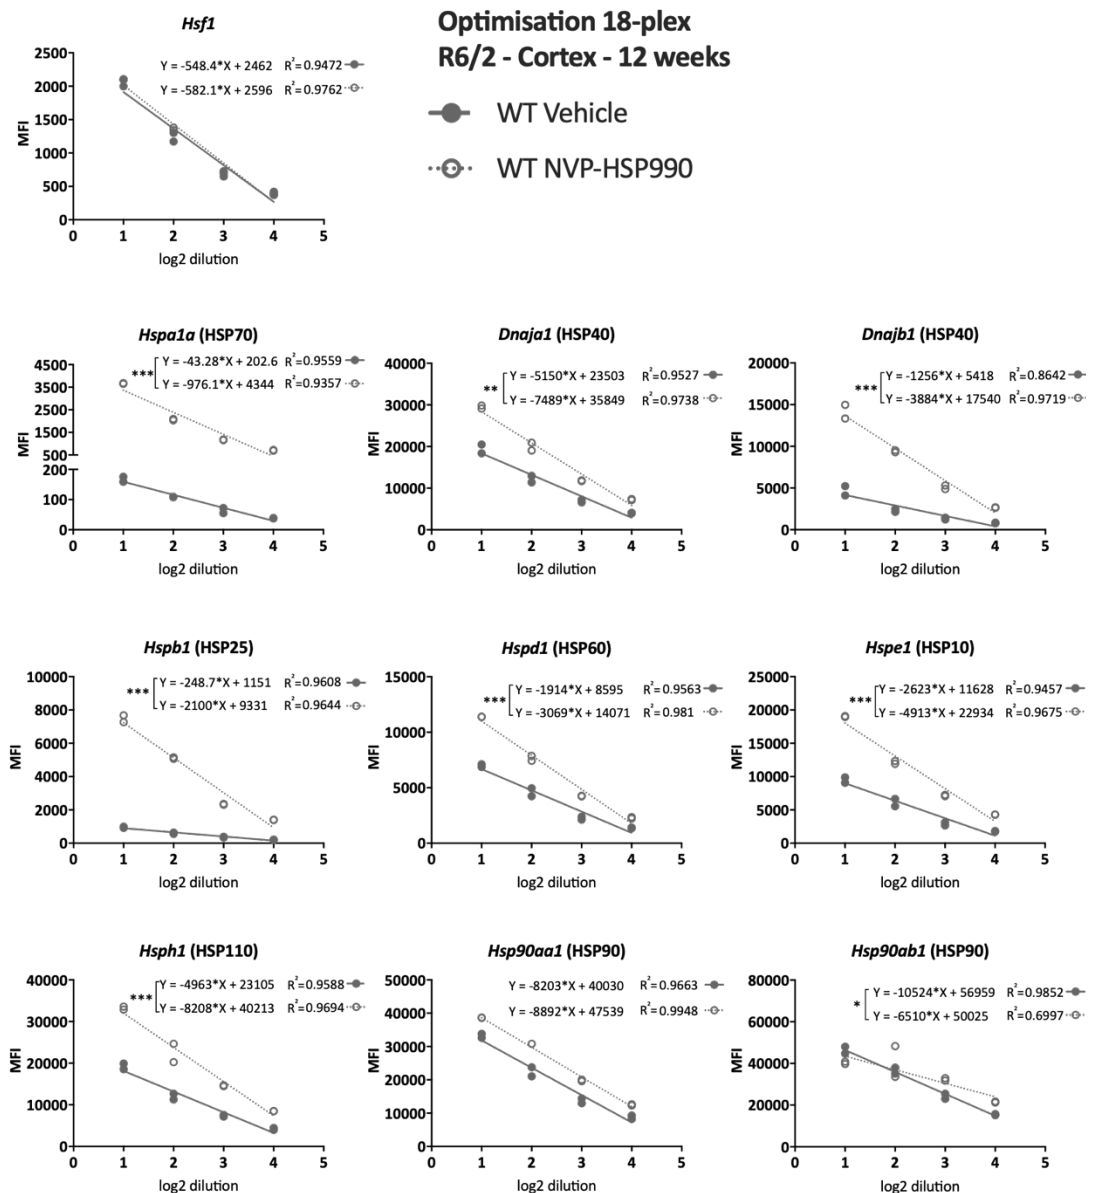 Optimisation 18-plex
R6/2 - Cortex - 12 weeks
WT Vehicle
WT NVP-HSP990
Hsf1
Y = -548.4*X + 2462 R²=0.9472
Y = -582.1*X + 2596 R²=0.9762
MFI
2500
2000
1500
1000
500
0
0 1 2 3 4 5
log2 dilution
Hspa1a (HSP70)
*** Y = -43.28*X + 202.6 R²=0.9559
Y = -976.1*X + 4344 R²=0.9357
MFI
4500
3500
2500
1500
500
200
100
0
0 1 2 3 4 5
log2 dilution
Dnaja1 (HSP40)
** Y = -5150*X + 23503 R²=0.9527
Y = -7489*X + 35849 R²=0.9738
MFI
40000
30000
20000
10000
0
0 1 2 3 4 5
log2 dilution
Dnajb1 (HSP40)
*** Y = -1256*X + 5418 R²=0.8642
Y = -3884*X + 17540 R²=0.9719
MFI
20000
15000
10000
5000
0
0 1 2 3 4 5
log2 dilution
Hspb1 (HSP25)
*** Y = -248.7*X + 1151 R²=0.9608
Y = -2100*X + 9331 R²=0.9644
MFI
10000
8000
6000
4000
2000
0
0 1 2 3 4 5
log2 dilution
Hspd1 (HSP60)
*** Y = -1914*X + 8595 R²=0.9563
Y = -3069*X + 14071 R²=0.981
MFI
15000
10000
5000
0
0 1 2 3 4 5
log2 dilution
Hspe1 (HSP10)
*** Y = -2623*X + 11628 R²=0.9457
Y = -4913*X + 22934 R²=0.9675
MFI
25000
20000
15000
10000
5000
0
0 1 2 3 4 5
log2 dilution
Hsph1 (HSP110)
*** Y = -4963*X + 23105 R²=0.9588
Y = -8208*X + 40213 R²=0.9694
MFI
40000
30000
20000
10000
0
0 1 2 3 4 5
log2 dilution
Hsp90aa1 (HSP90)
Y = -8203*X + 40030 R²=0.9663
Y = -8892*X + 47539 R²=0.9948
MFI
50000
40000
30000
20000
10000
0
0 1 2 3 4 5
log2 dilution
Hsp90ab1 (HSP90)
* Y = -10524*X + 56959 R²=0.9852
Y = -6510*X + 50025 R²=0.6997
MFI
80000
60000
40000
20000
0
0 1 2 3 4 5
log2 dilution